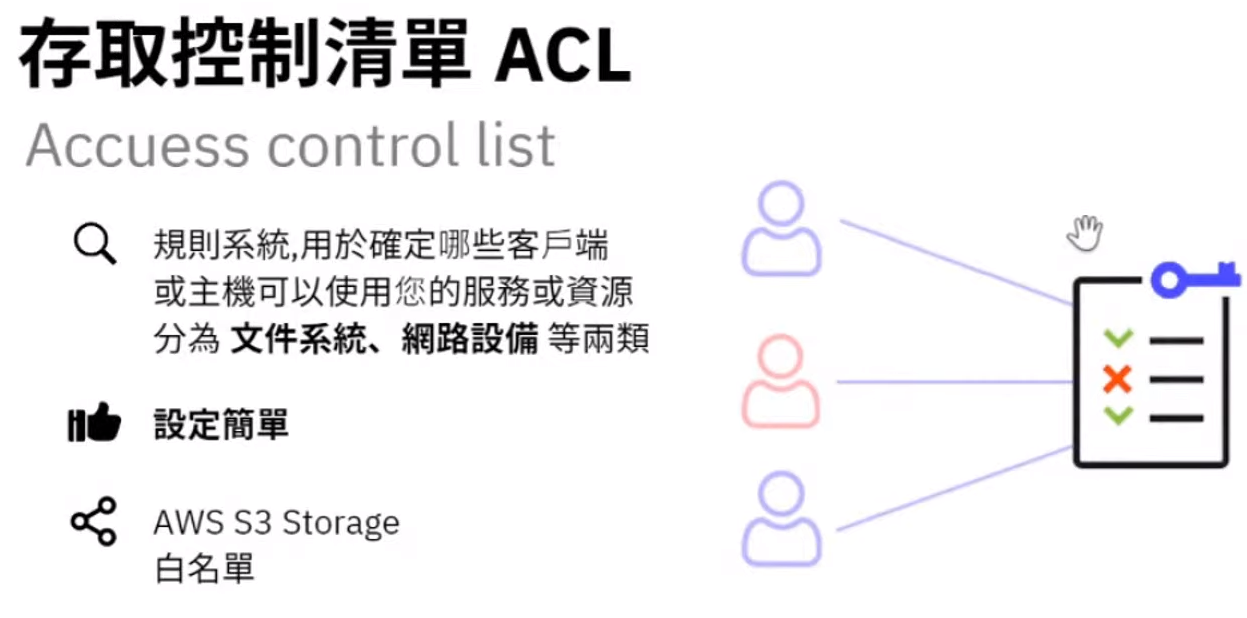 存取控制清單 ACL
Accuess control list
規則系統,用於確定哪些客戶端
或主機可以使用您的服務或資源
分為 文件系統、網路設備 等兩類
設定簡單
AWS S3 Storage
白名單